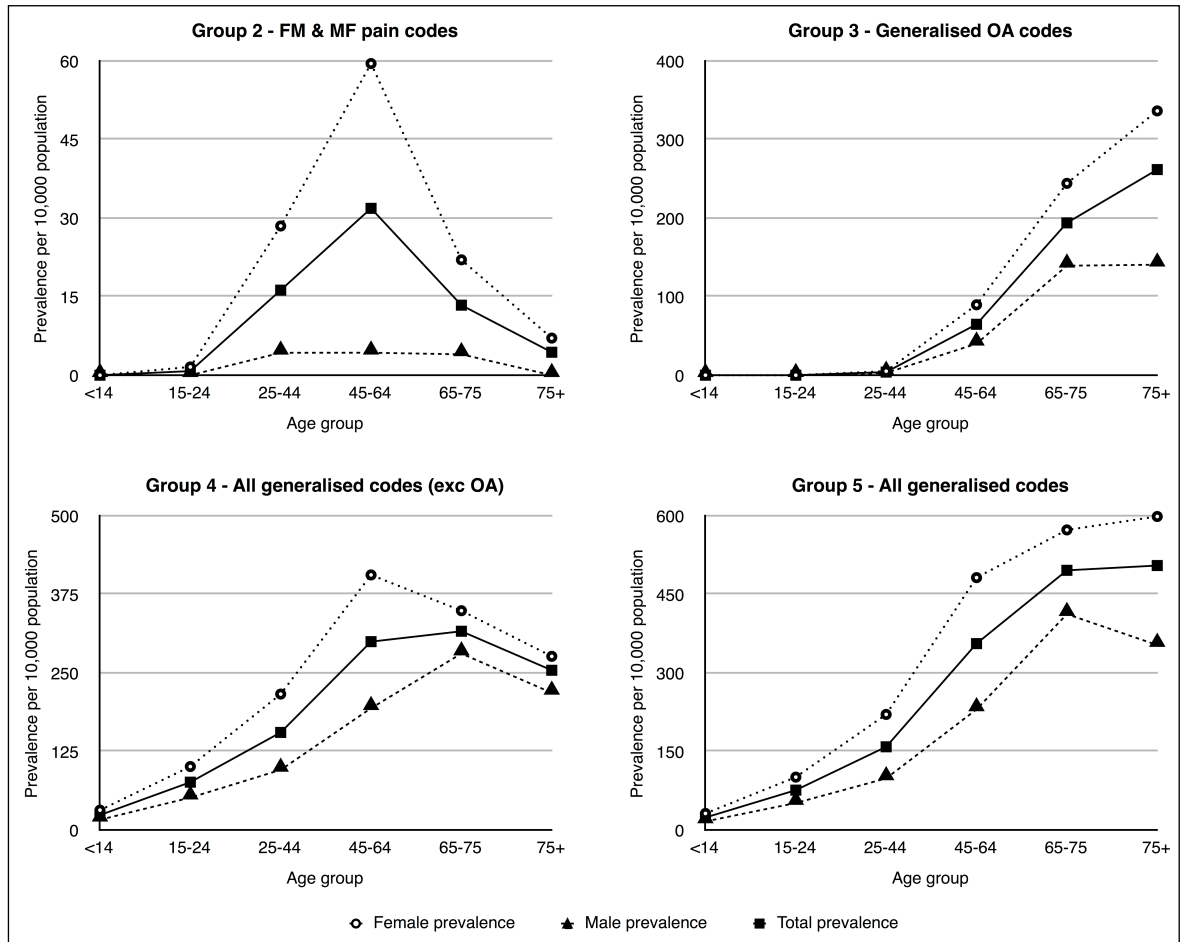 Group 2 - FM & MF pain codes
Prevalence per 10,000 population
60
45
30
15
0
<14 15-24 25-44 45-64 65-75 75+
Age group
Group 3 - Generalised OA codes
Prevalence per 10,000 population
400
300
200
100
0
<14 15-24 25-44 45-64 65-75 75+
Age group
Group 4 - All generalised codes (exc OA)
Prevalence per 10,000 population
500
375
250
125
0
<14 15-24 25-44 45-64 65-75 75+
Age group
Group 5 - All generalised codes
Prevalence per 10,000 population
600
450
300
150
0
<14 15-24 25-44 45-64 65-75 75+
Age group
Female prevalence Male prevalence Total prevalence